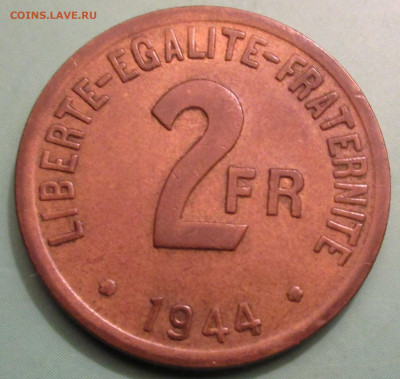 COINS.LAVE.RU
LIBERTE-EGALITE-FRATERNITE
2 FR
• 1944 •